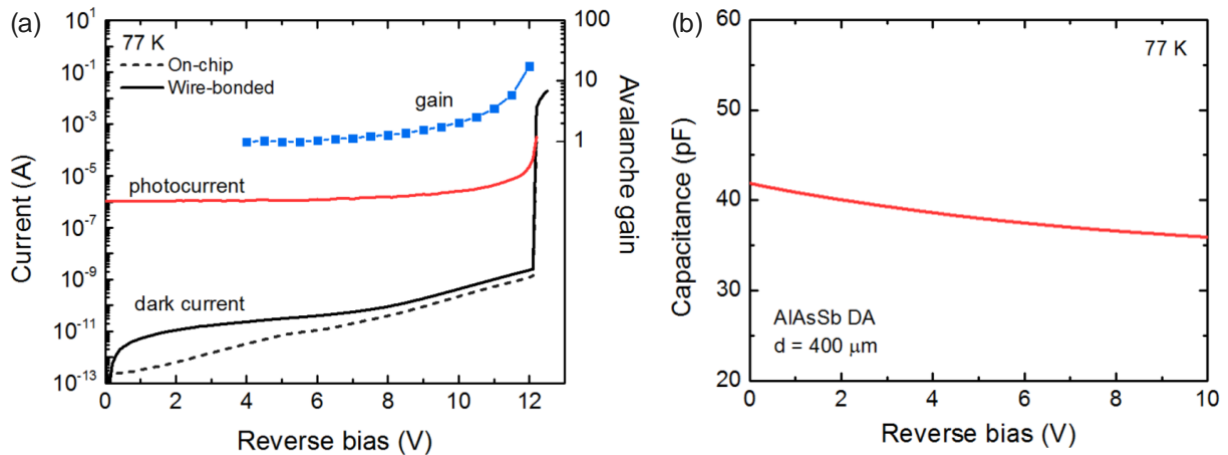 (a)
77 K
On-chip
Wire-bonded
gain
photocurrent
dark current
10¹
10⁻¹
10⁻³
10⁻⁵
10⁻⁷
10⁻⁹
10⁻¹¹
10⁻¹³
Current (A)
0 2 4 6 8 10 12
Reverse bias (V)
100
10
1
Avalanche gain
(b)
77 K
AlAsSb DA
d = 400 μm
60
50
40
30
20
Capacitance (pF)
0 2 4 6 8 10
Reverse bias (V)